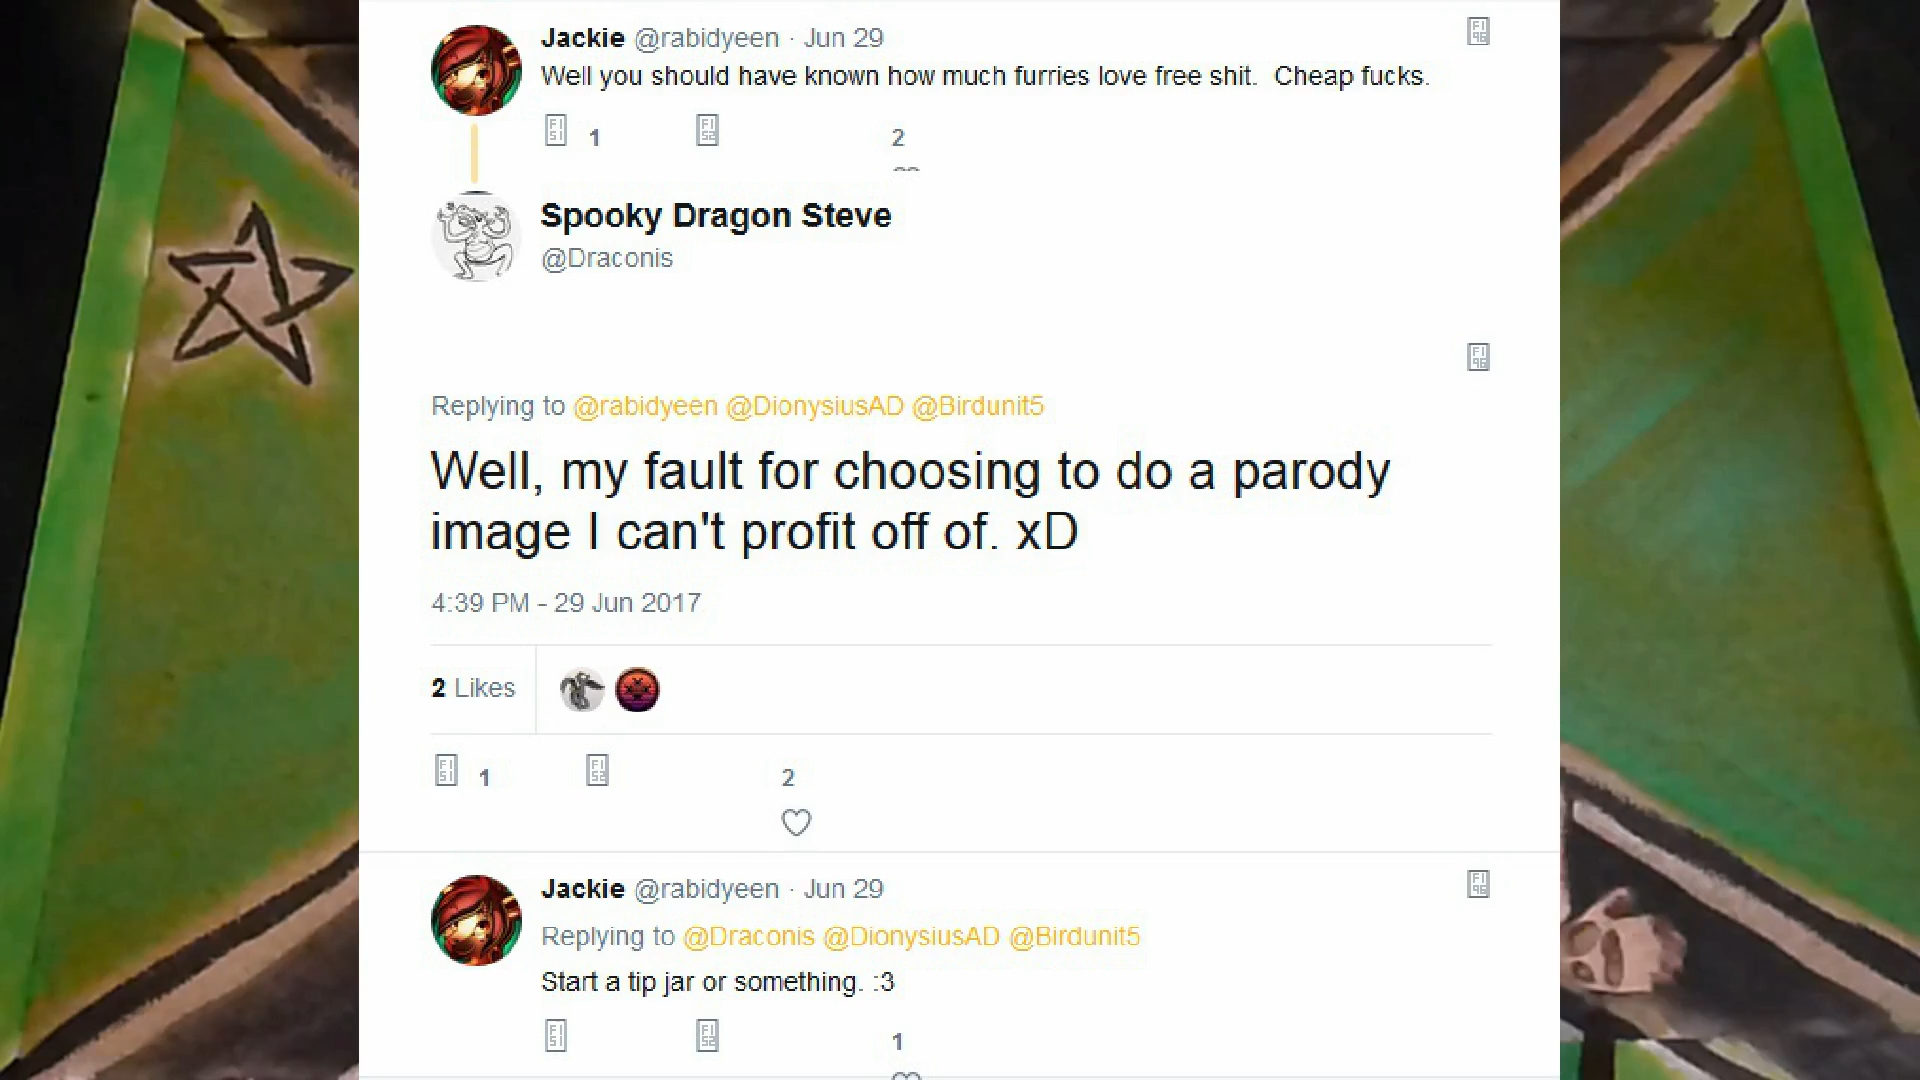 Jackie @rabidyeen · Jun 29
Well you should have known how much furries love free shit.  Cheap fucks.
1 2
Spooky Dragon Steve
@Draconis
Replying to @rabidyeen @DionysiusAD @Birdunit5
Well, my fault for choosing to do a parody
image I can't profit off of. xD
4:39 PM - 29 Jun 2017
2 Likes
1 2
Jackie @rabidyeen · Jun 29
Replying to @Draconis @DionysiusAD @Birdunit5
Start a tip jar or something. :3
1